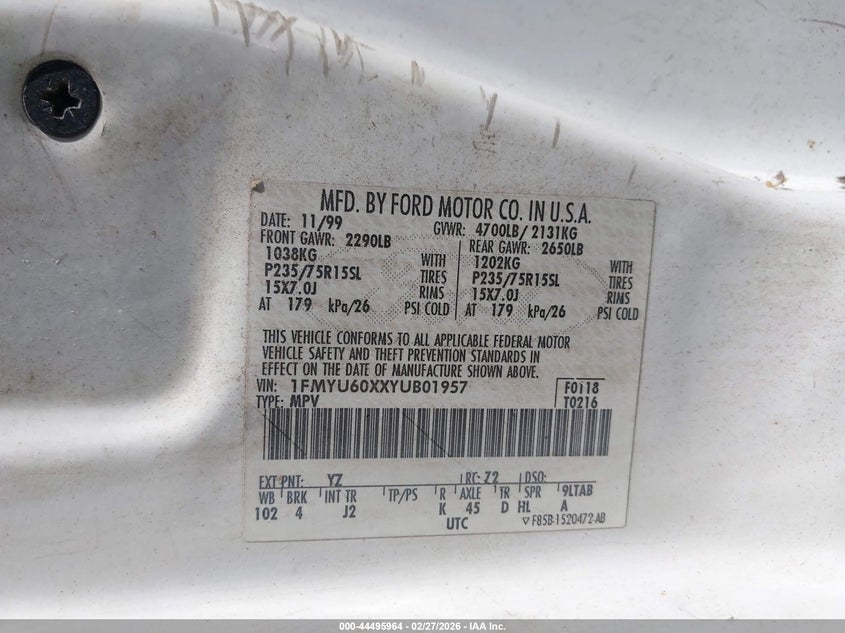 MFD. BY FORD MOTOR CO. IN U.S.A.
DATE: 11/99 GVWR: 4700LB/ 2131KG
FRONT GAWR: 2290LB REAR GAWR: 2650LB
1038KG WITH 1202KG WITH
P235/75R15SL TIRES P235/75R15SL TIRES
15X7.0J RIMS 15X7.0J RIMS
AT 179 kPa/26 PSI COLD AT 179 kPa/26 PSI COLD
THIS VEHICLE CONFORMS TO ALL APPLICABLE FEDERAL MOTOR
VEHICLE SAFETY AND THEFT PREVENTION STANDARDS IN
EFFECT ON THE DATE OF MANUFACTURE SHOWN ABOVE.
VIN: 1FMYU60XXYUB01957 F0118
TYPE: MPV T0216
EXT PNT: YZ RC: 72 DSO:
WB BRK INT TR TP/PS R AXLE TR SPR 9LTAB
102 4 J2 K 45 D HL A
UTC F85B-1520472-AB
000-44495964 - 02/27/2026 - IAA Inc.